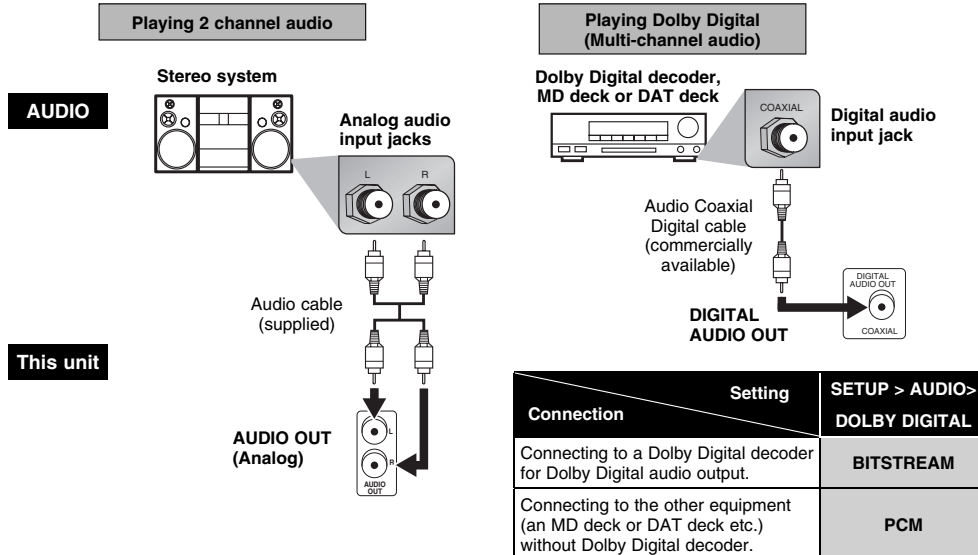 Playing 2 channel audio
AUDIO
Stereo system
Analog audio
input jacks
L
R
Audio cable
(supplied)
This unit
AUDIO OUT
(Analog)
L
R
AUDIO
OUT
Playing Dolby Digital
(Multi-channel audio)
Dolby Digital decoder,
MD deck or DAT deck
COAXIAL
Digital audio
input jack
Audio Coaxial
Digital cable
(commercially
available)
DIGITAL
AUDIO OUT
DIGITAL
AUDIO OUT
COAXIAL
Setting
Connection
SETUP > AUDIO>
DOLBY DIGITAL
Connecting to a Dolby Digital decoder
for Dolby Digital audio output.
BITSTREAM
Connecting to the other equipment
(an MD deck or DAT deck etc.)
without Dolby Digital decoder.
PCM